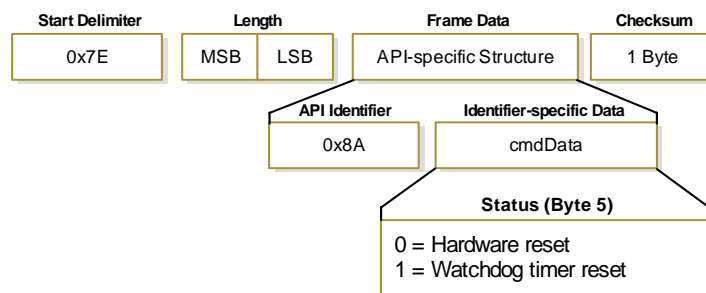 Start Delimiter
Length
Frame Data
Checksum
0x7E
MSB
LSB
API-specific Structure
1 Byte
API Identifier
Identifier-specific Data
0x8A
cmdData
Status (Byte 5)
0 = Hardware reset
1 = Watchdog timer reset